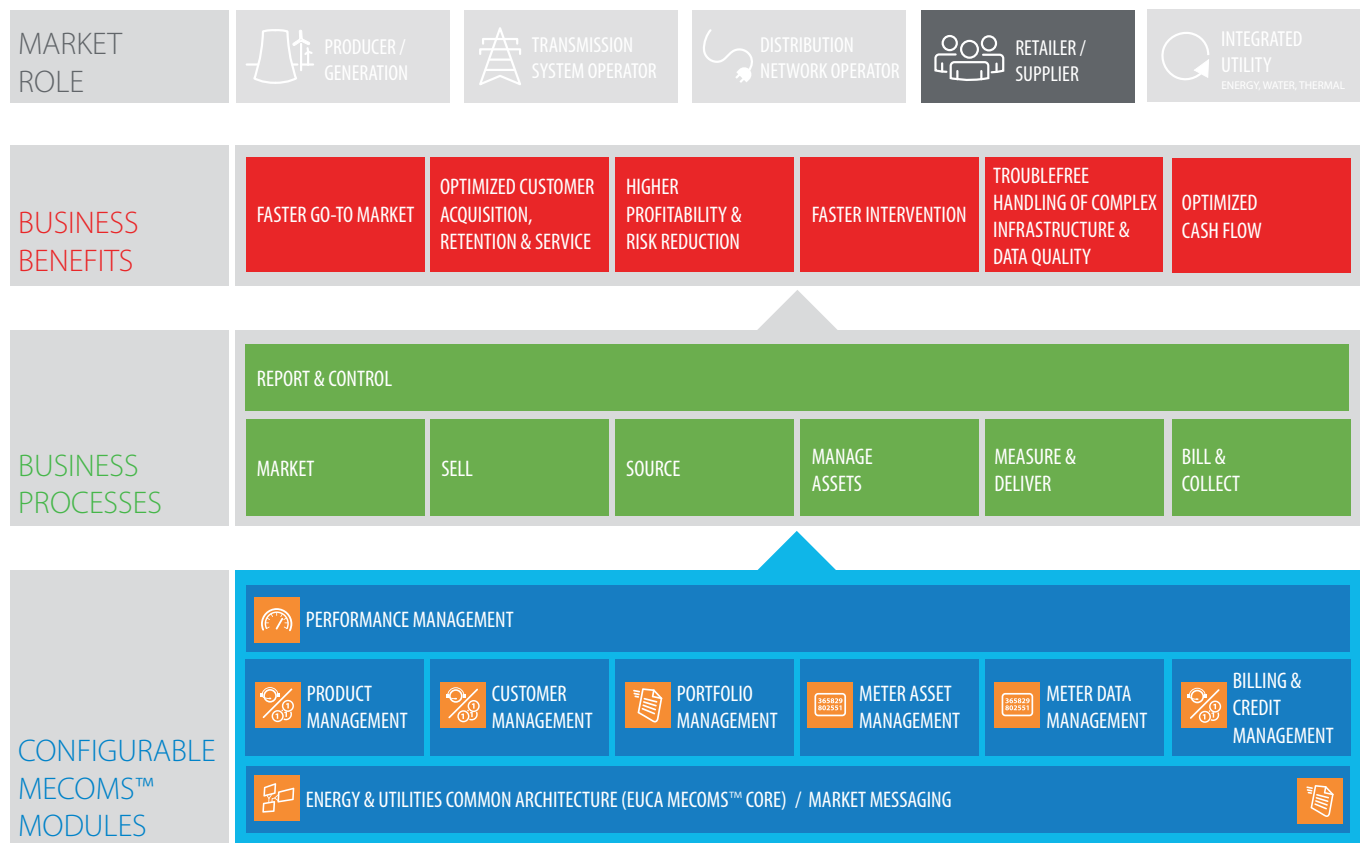 MARKET
ROLE
PRODUCER /
GENERATION
TRANSMISSION
SYSTEM OPERATOR
DISTRIBUTION
NETWORK OPERATOR
RETAILER /
SUPPLIER
INTEGRATED
UTILITY
ENERGY, WATER, THERMAL
BUSINESS
BENEFITS
FASTER GO-TO MARKET
OPTIMIZED CUSTOMER
ACQUISITION,
RETENTION & SERVICE
HIGHER
PROFITABILITY &
RISK REDUCTION
FASTER INTERVENTION
TROUBLEFREE
HANDLING OF COMPLEX
INFRASTRUCTURE &
DATA QUALITY
OPTIMIZED
CASH FLOW
BUSINESS
PROCESSES
REPORT & CONTROL
MARKET
SELL
SOURCE
MANAGE
ASSETS
MEASURE &
DELIVER
BILL &
COLLECT
CONFIGURABLE
MECOMS™
MODULES
PERFORMANCE MANAGEMENT
PRODUCT
MANAGEMENT
CUSTOMER
MANAGEMENT
PORTFOLIO
MANAGEMENT
365829
802551
METER ASSET
MANAGEMENT
365829
802551
METER DATA
MANAGEMENT
BILLING &
CREDIT
MANAGEMENT
ENERGY & UTILITIES COMMON ARCHITECTURE (EUCA MECOMS™ CORE) / MARKET MESSAGING